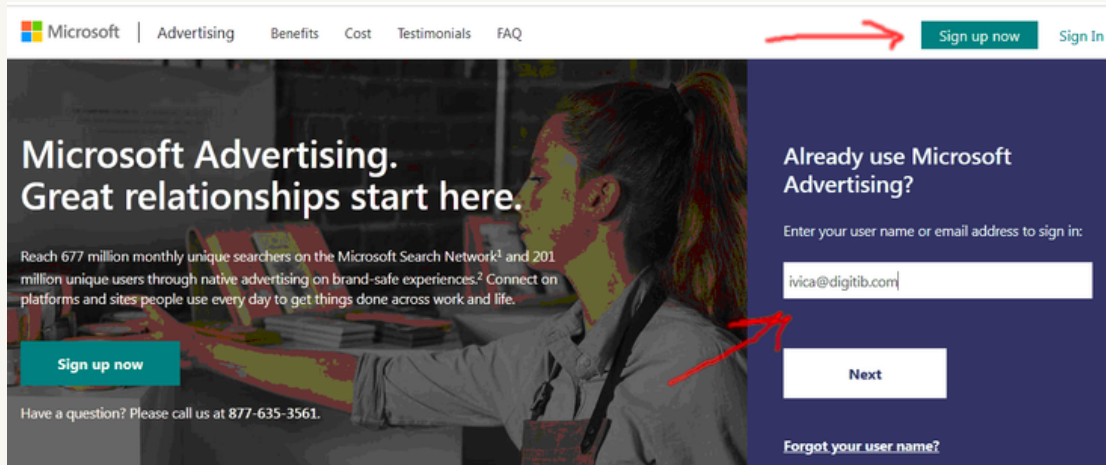 Microsoft | Advertising Benefits Cost Testimonials FAQ Sign up now Sign In
Microsoft Advertising.
Great relationships start here.
Reach 677 million monthly unique searchers on the Microsoft Search Network¹ and 201
million unique users through native advertising on brand-safe experiences.² Connect on
platforms and sites people use every day to get things done across work and life.
Sign up now
Have a question? Please call us at 877-635-3561.
Already use Microsoft
Advertising?
Enter your user name or email address to sign in:
ivica@digitib.com
Next
Forgot your user name?